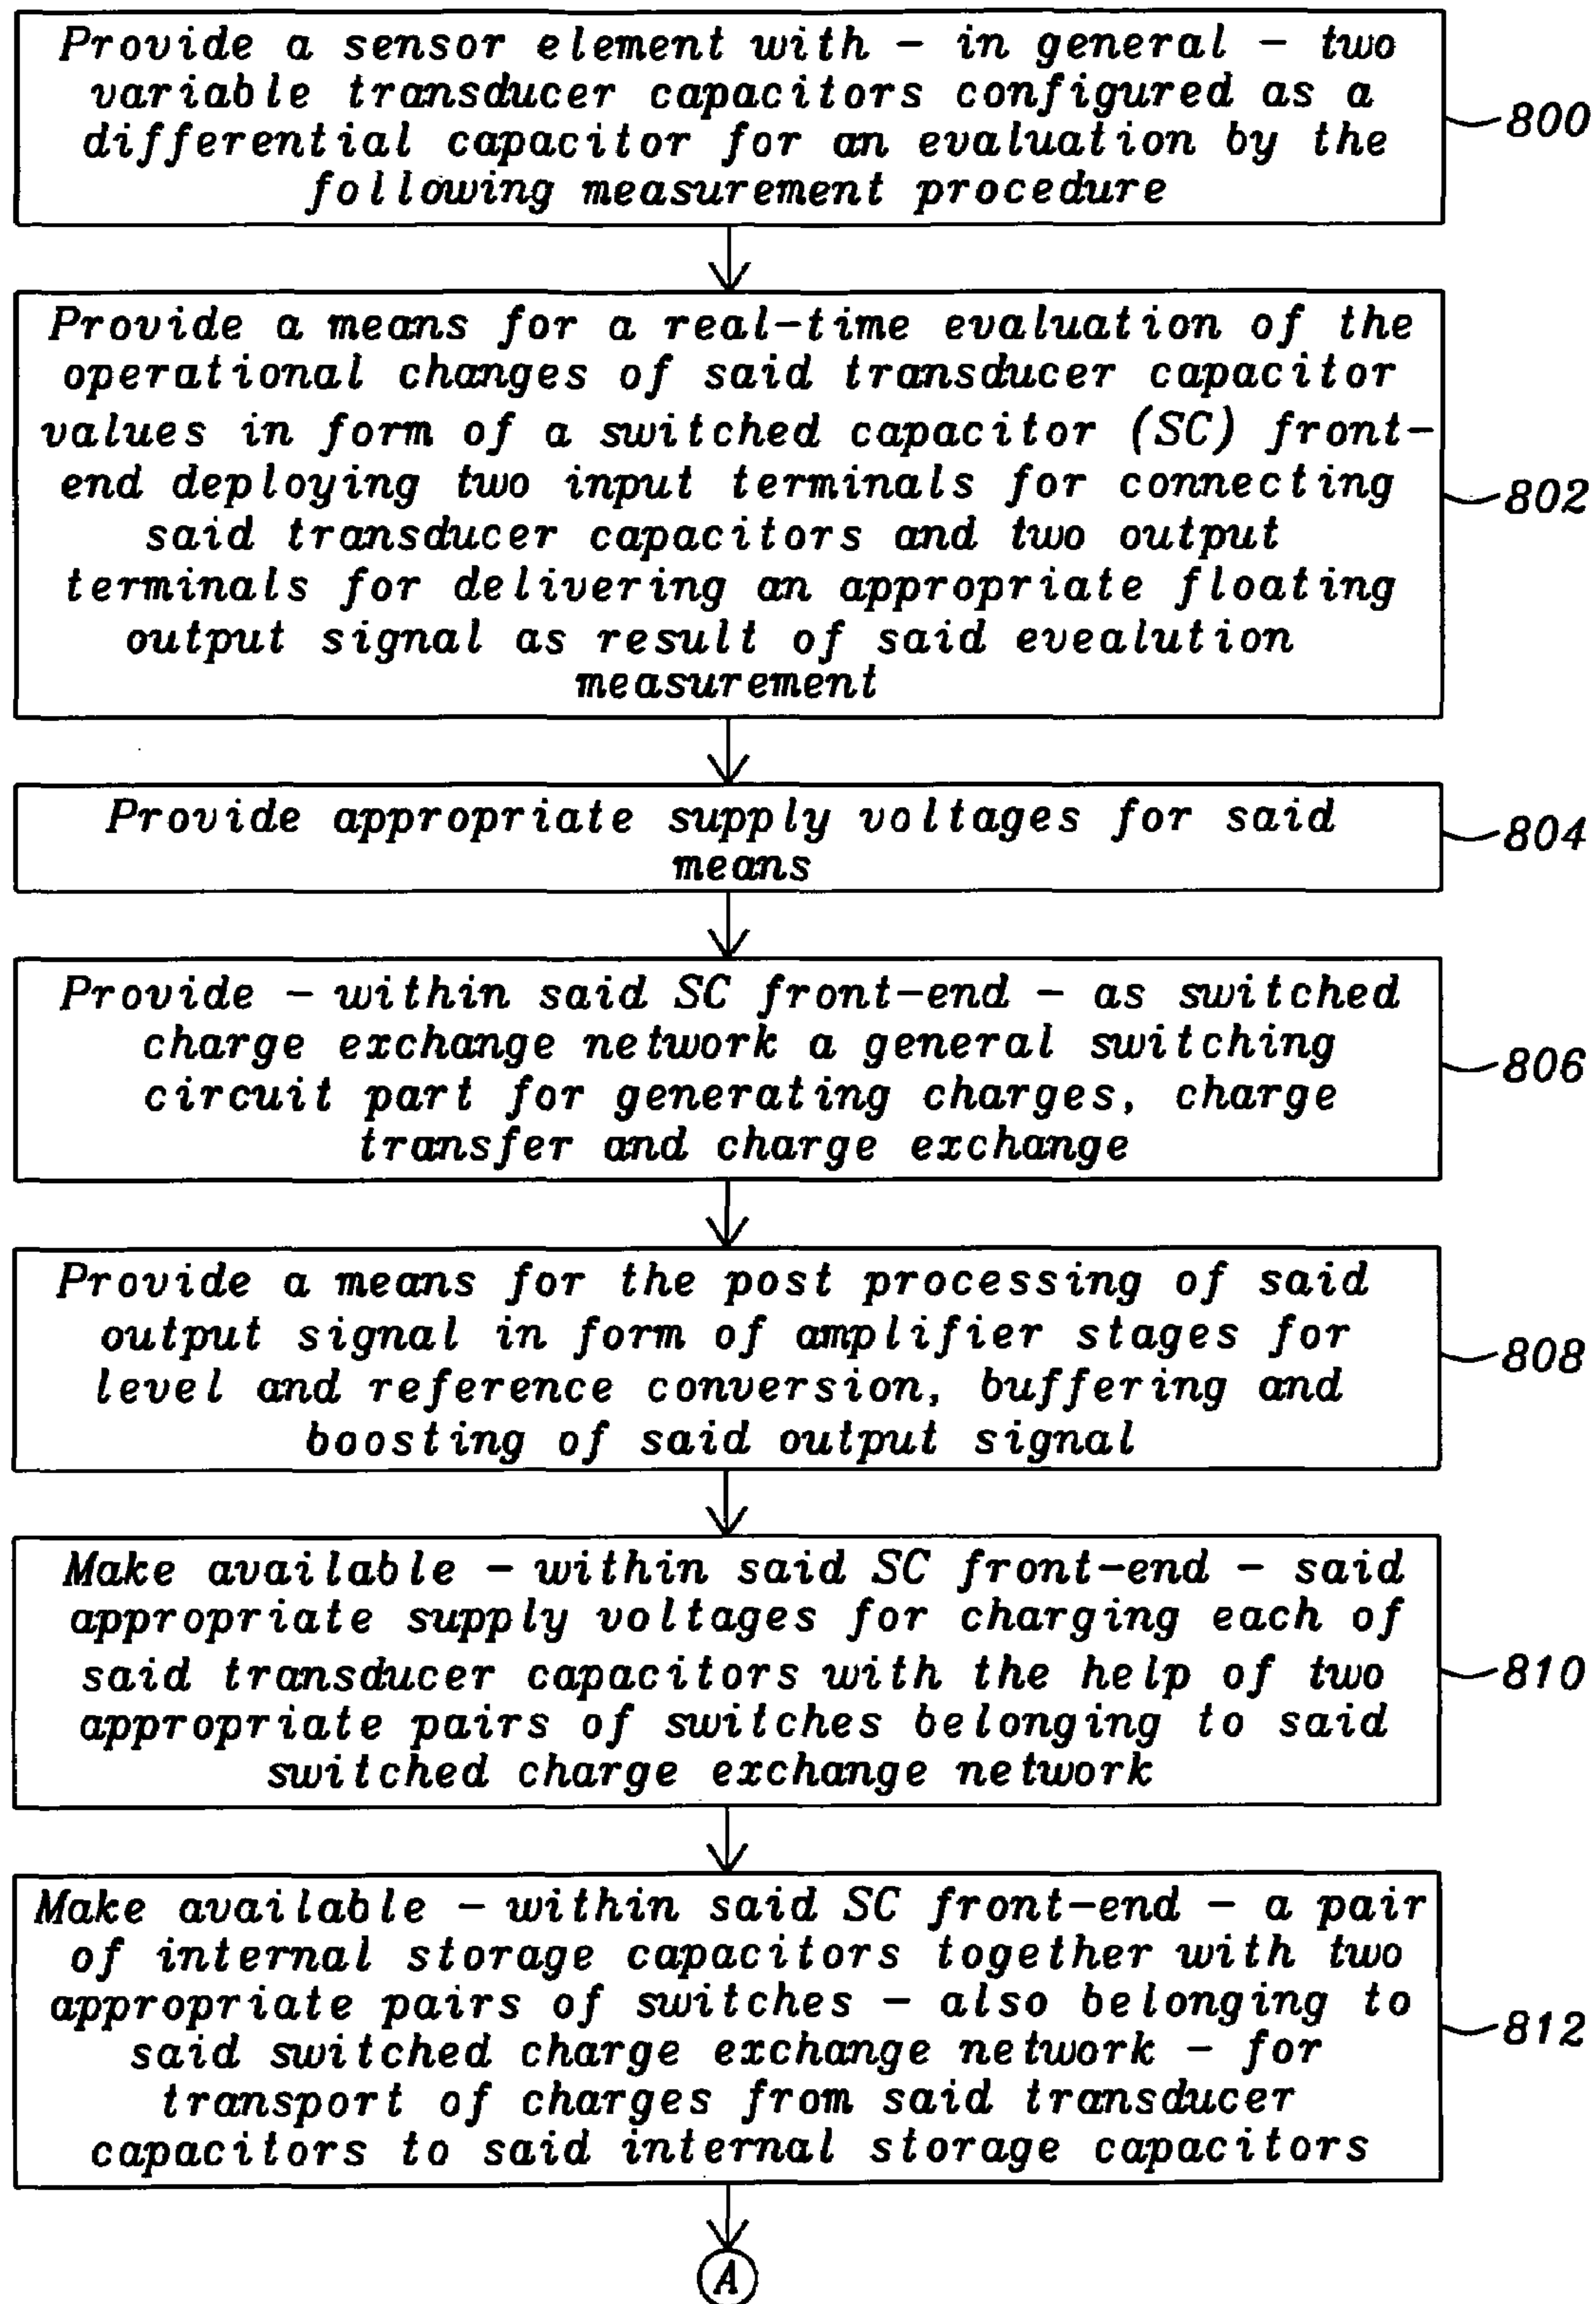 Provide a sensor element with - in general - two
variable transducer capacitors configured as a
differential capacitor for an evaluation by the
following measurement procedure
800
Provide a means for a real-time evaluation of the
operational changes of said transducer capacitor
values in form of a switched capacitor (SC) front-
end deploying two input terminals for connecting
said transducer capacitors and two output
terminals for delivering an appropriate floating
output signal as result of said evealution
measurement
802
Provide appropriate supply voltages for said
means
804
Provide - within said SC front-end - as switched
charge exchange network a general switching
circuit part for generating charges, charge
transfer and charge exchange
806
Provide a means for the post processing of said
output signal in form of amplifier stages for
level and reference conversion, buffering and
boosting of said output signal
808
Make available - within said SC front-end - said
appropriate supply voltages for charging each of
said transducer capacitors with the help of two
appropriate pairs of switches belonging to said
switched charge exchange network
810
Make available - within said SC front-end - a pair
of internal storage capacitors together with two
appropriate pairs of switches - also belonging to
said switched charge exchange network - for
transport of charges from said transducer
capacitors to said internal storage capacitors
812
A